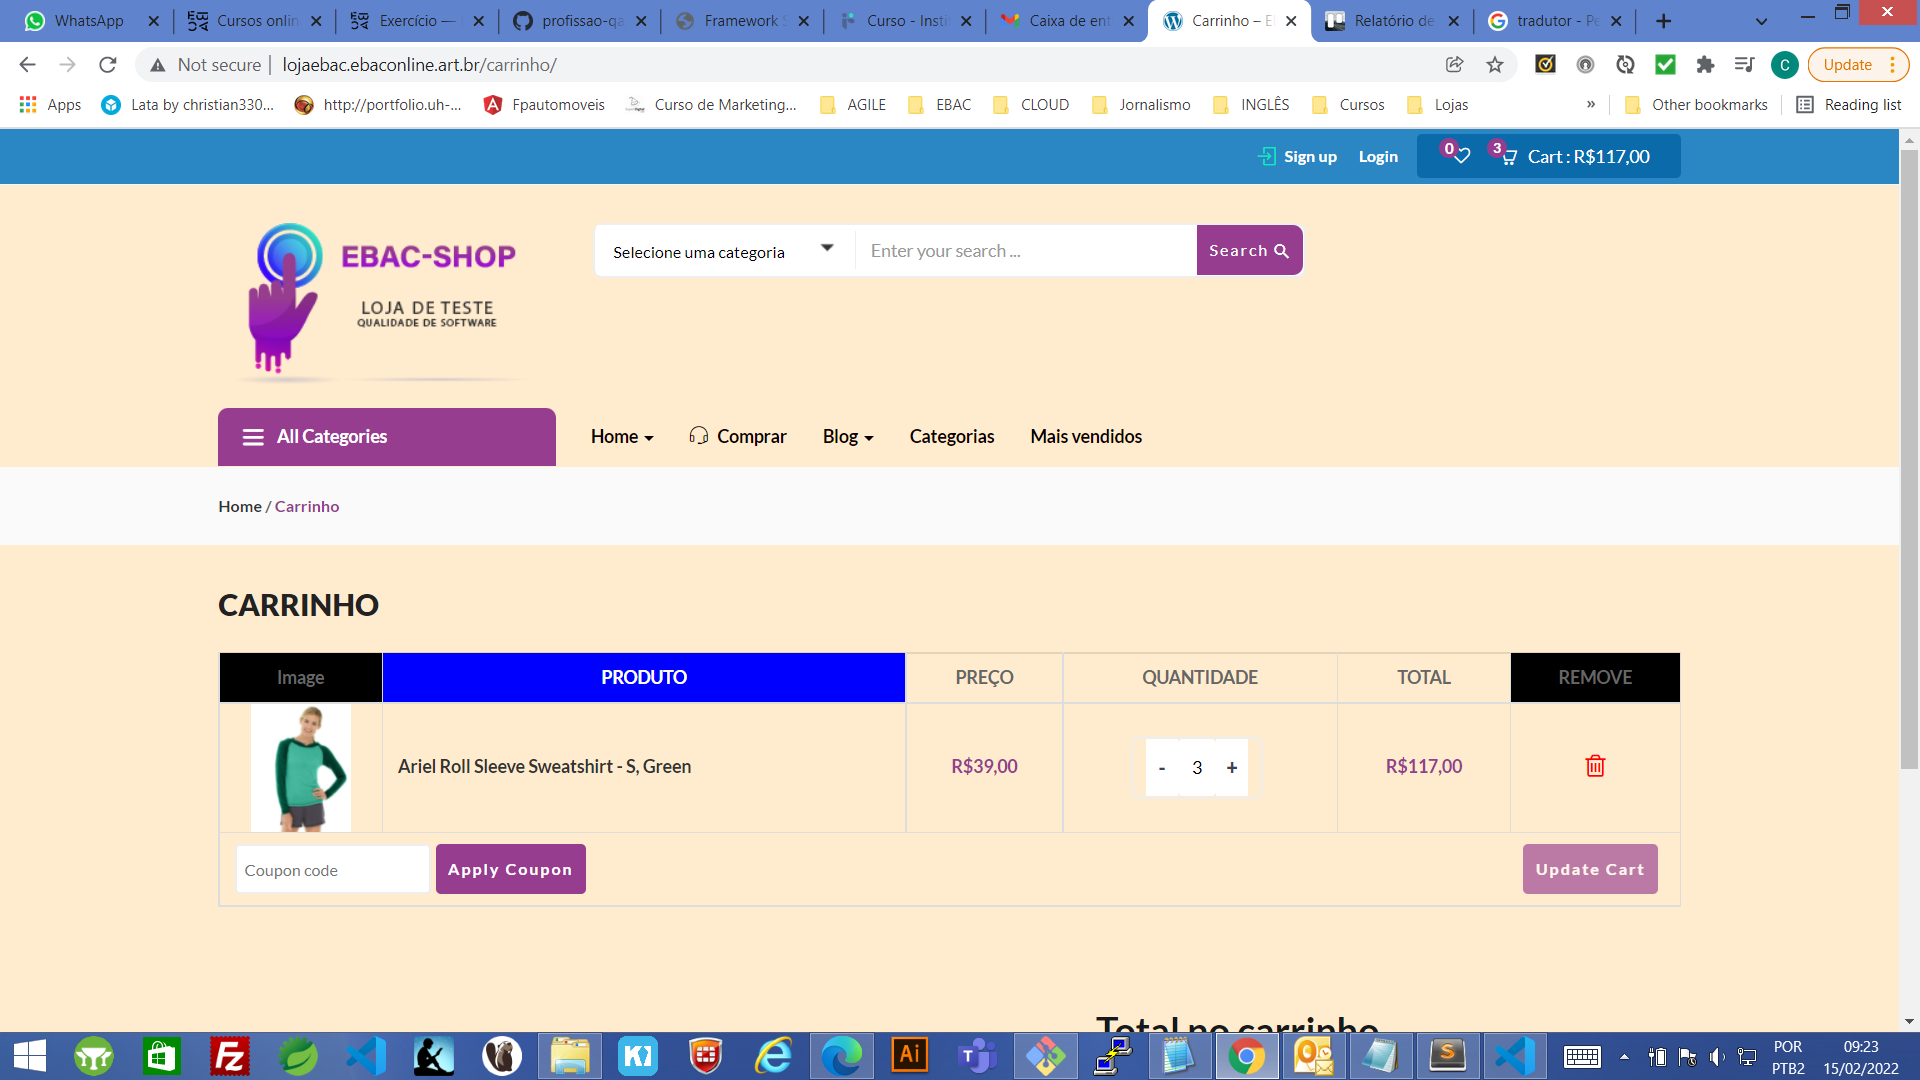 WhatsApp
Cursos onlin
Exercício —
profissao-qa
Framework S
Curso - Insti
Caixa de ent
Carrinho – E
Relatório de
tradutor - Pe
Not secure
lojaebac.ebaconline.art.br/carrinho/
C
Update
Apps
Lata by christian330...
http://portfolio.uh-...
Fpautomoveis
Curso de Marketing...
AGILE
EBAC
CLOUD
Jornalismo
INGLÊS
Cursos
Lojas
»
Other bookmarks
Reading list
Sign up
Login
0
3
Cart : R$117,00
EBAC-SHOP
LOJA DE TESTE
QUALIDADE DE SOFTWARE
Selecione uma categoria
Enter your search ...
Search
All Categories
Home
Comprar
Blog
Categorias
Mais vendidos
Home / Carrinho
CARRINHO
Image PRODUTO PREÇO QUANTIDADE TOTAL REMOVE
Ariel Roll Sleeve Sweatshirt - S, Green R$39,00 - 3 + R$117,00
Coupon code
Apply Coupon
Update Cart
Total no carrinho
POR
PTB2
09:23
15/02/2022